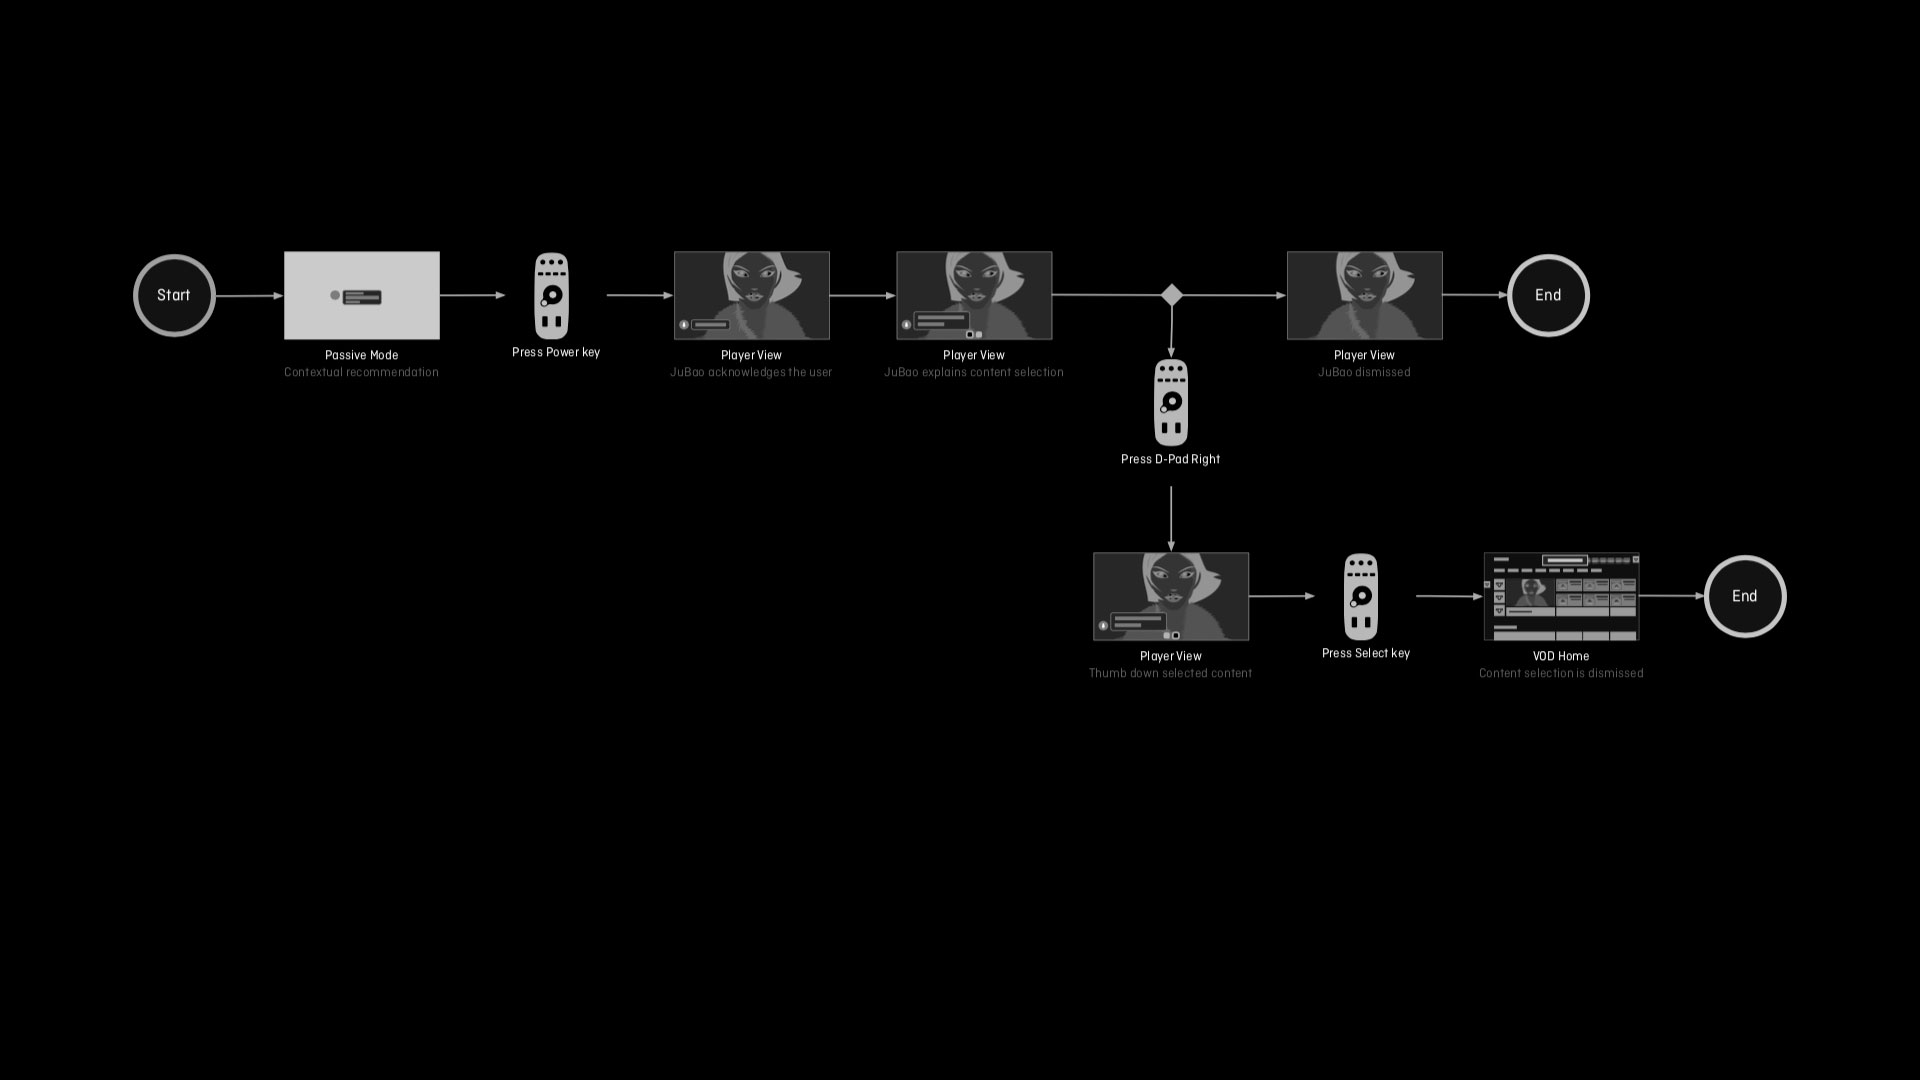 Start
Passive Mode
Contextual recommendation
Press Power key
Player View
JuBao acknowledges the user
Player View
JuBao explains content selection
Player View
JuBao dismissed
End
Press D-Pad Right
Player View
Thumb down selected content
Press Select key
VOD Home
Content selection is dismissed
End